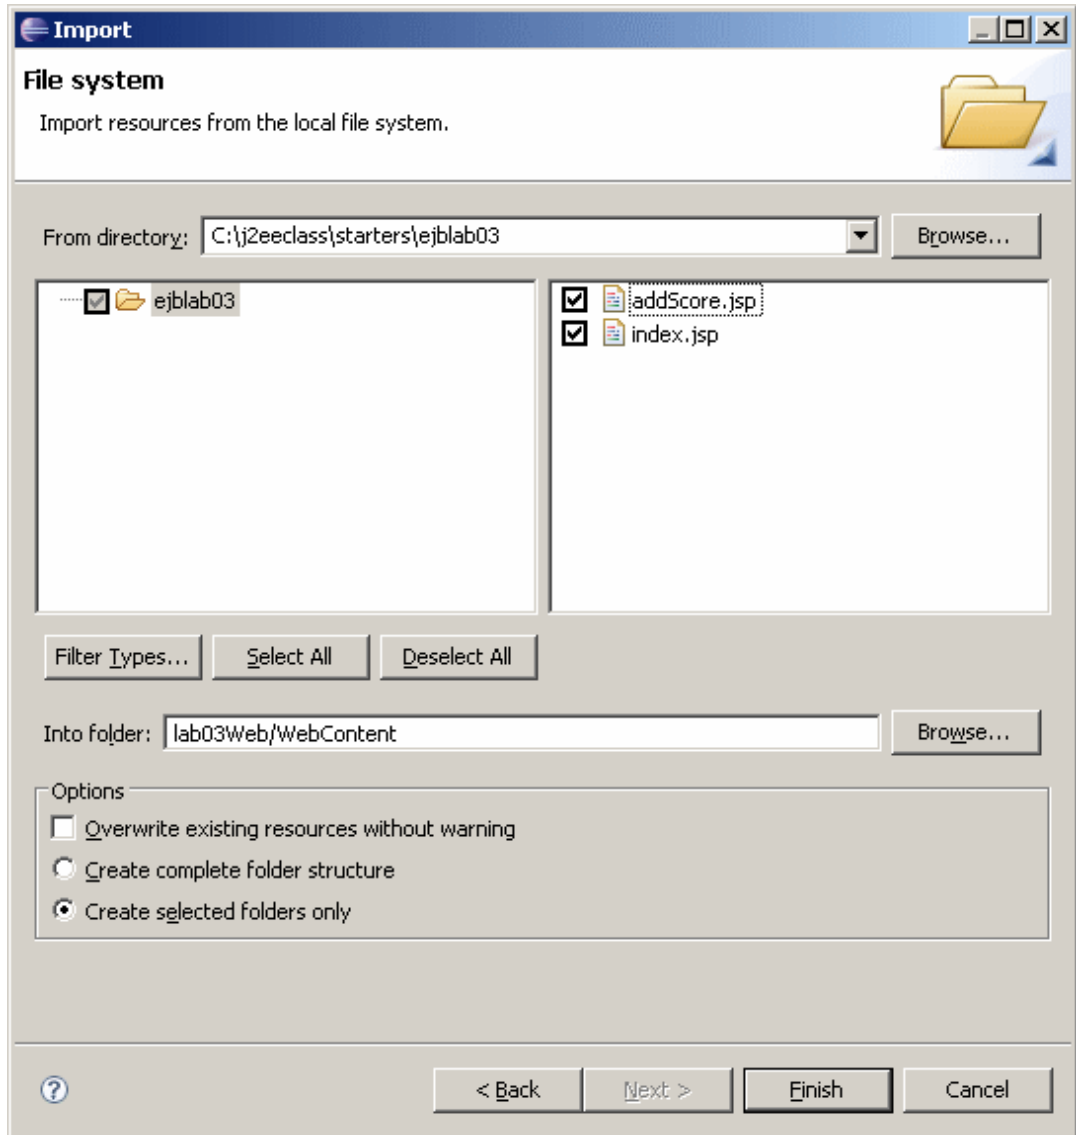 Import
File system
Import resources from the local file system.
From directory: C:\j2eeclass\starters\ejblab03 Browse...
ejblab03
addScore.jsp
index.jsp
Filter Types... Select All Deselect All
Into folder: lab03Web/WebContent Browse...
Options
Overwrite existing resources without warning
Create complete folder structure
Create selected folders only
? < Back Next > Finish Cancel